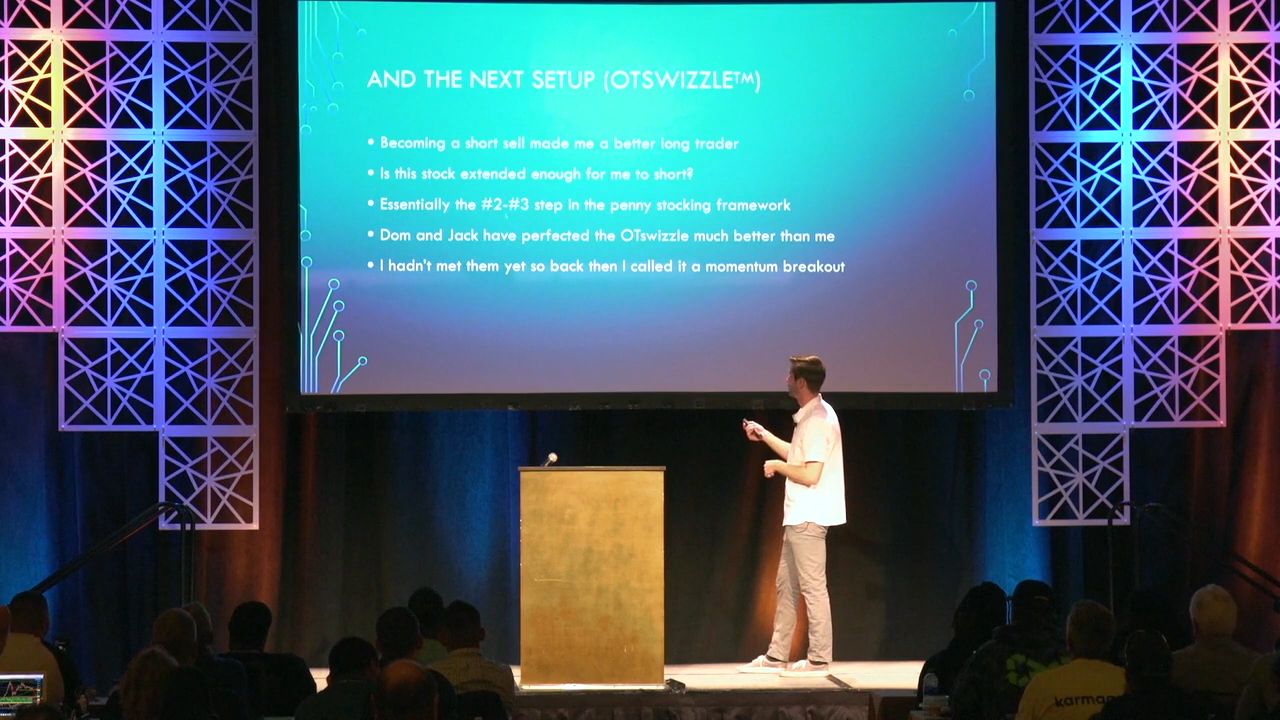 AND THE NEXT SETUP (OTSWIZZLE™)
• Becoming a short sell made me a better long trader
• Is this stock extended enough for me to short?
• Essentially the #2-#3 step in the penny stocking framework
• Dom and Jack have perfected the OTswizzle much better than me
• I hadn't met them yet so back then I called it a momentum breakout